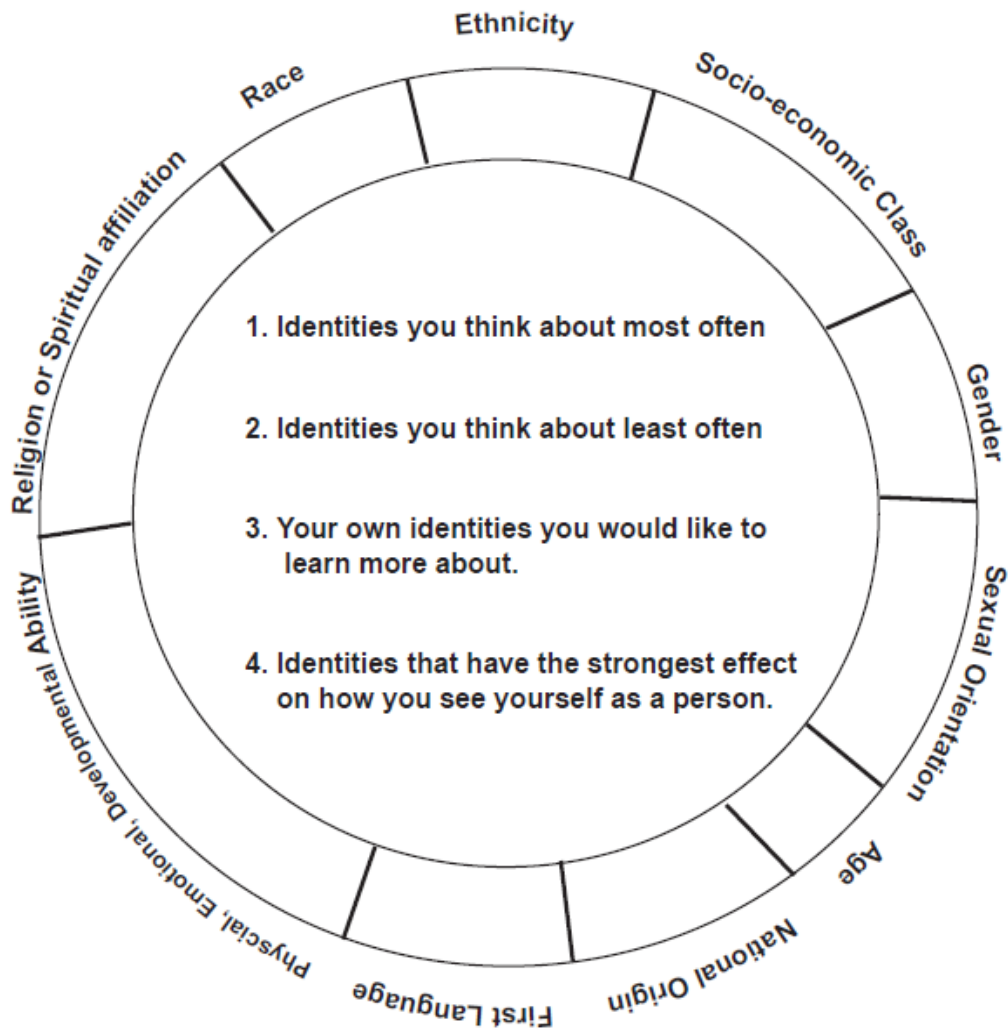 Ethnicity
Socio-economic Class
Gender
Sexual Orientation
Age
National Origin
First Language
Physcial, Emotional, Developmental Ability
Religion or Spiritual affiliation
Race
1. Identities you think about most often
2. Identities you think about least often
3. Your own identities you would like to
learn more about.
4. Identities that have the strongest effect
on how you see yourself as a person.